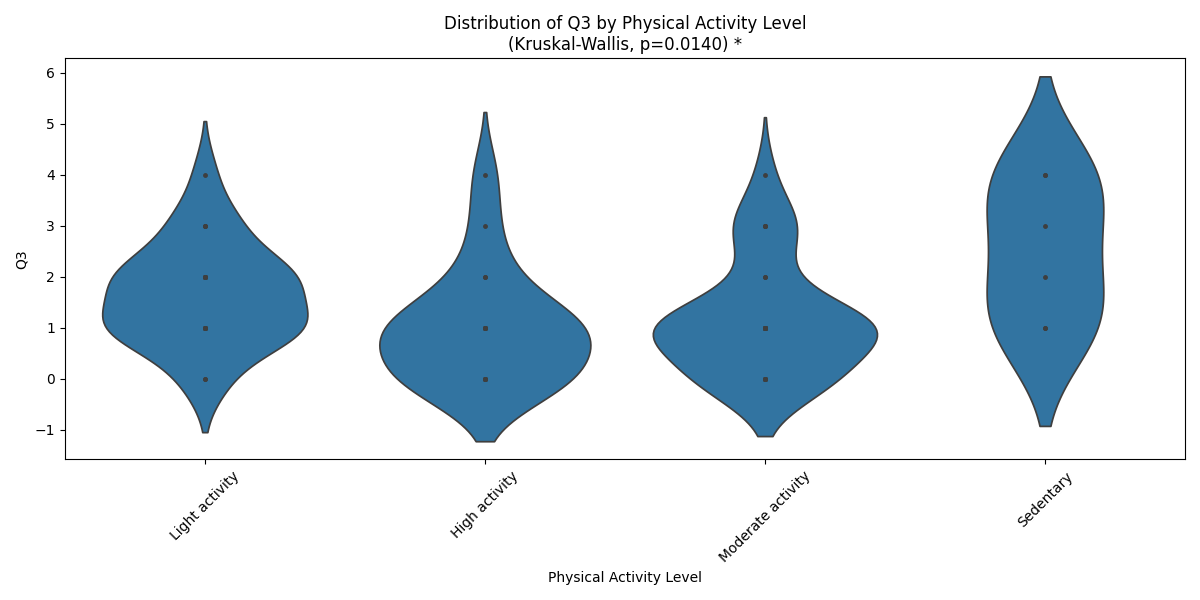 Distribution of Q3 by Physical Activity Level
(Kruskal-Wallis, p=0.0140) *
Q3
6
5
4
3
2
1
0
−1
Light activity
High activity
Moderate activity
Sedentary
Physical Activity Level